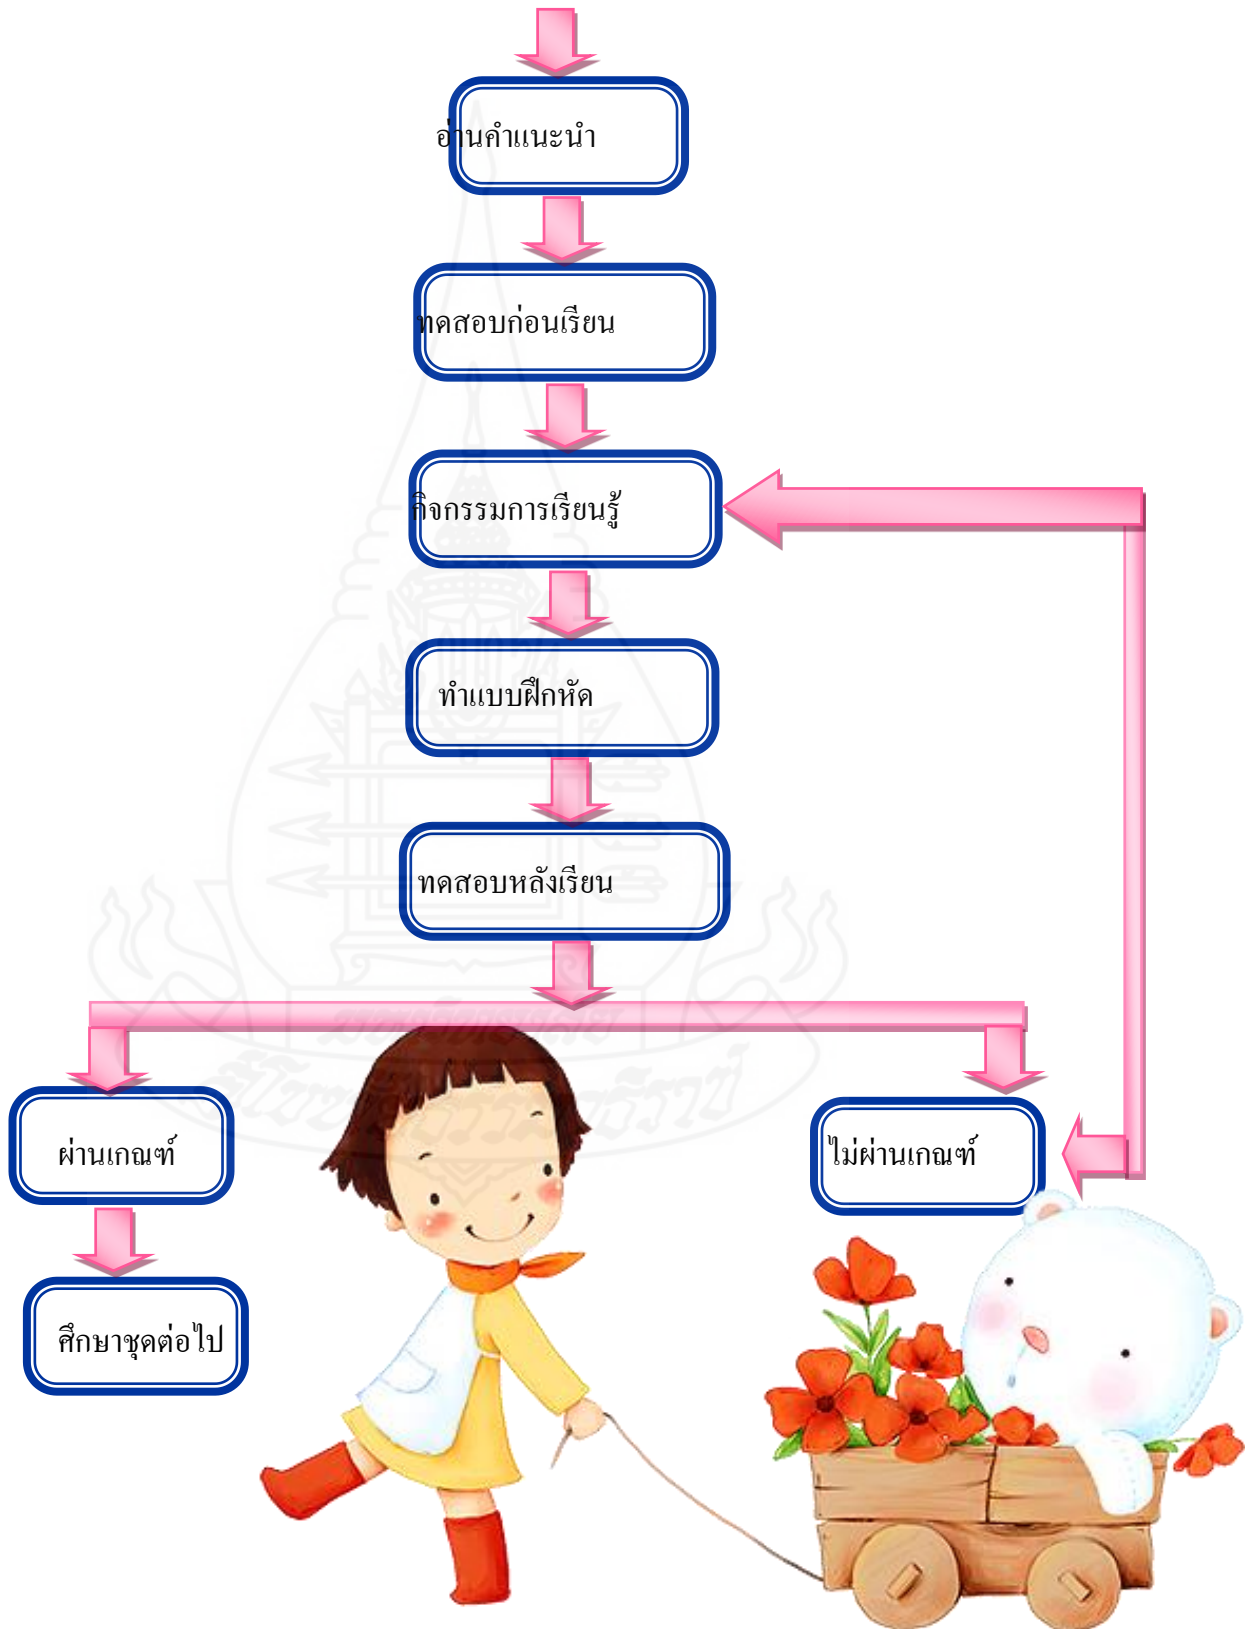 อ่านคำแนะนำ
ทดสอบก่อนเรียน
กิจกรรมการเรียนรู้
ทำแบบฝึกหัด
ทดสอบหลังเรียน
ผ่านเกณฑ์
ไม่ผ่านเกณฑ์
ศึกษาชุดต่อไป